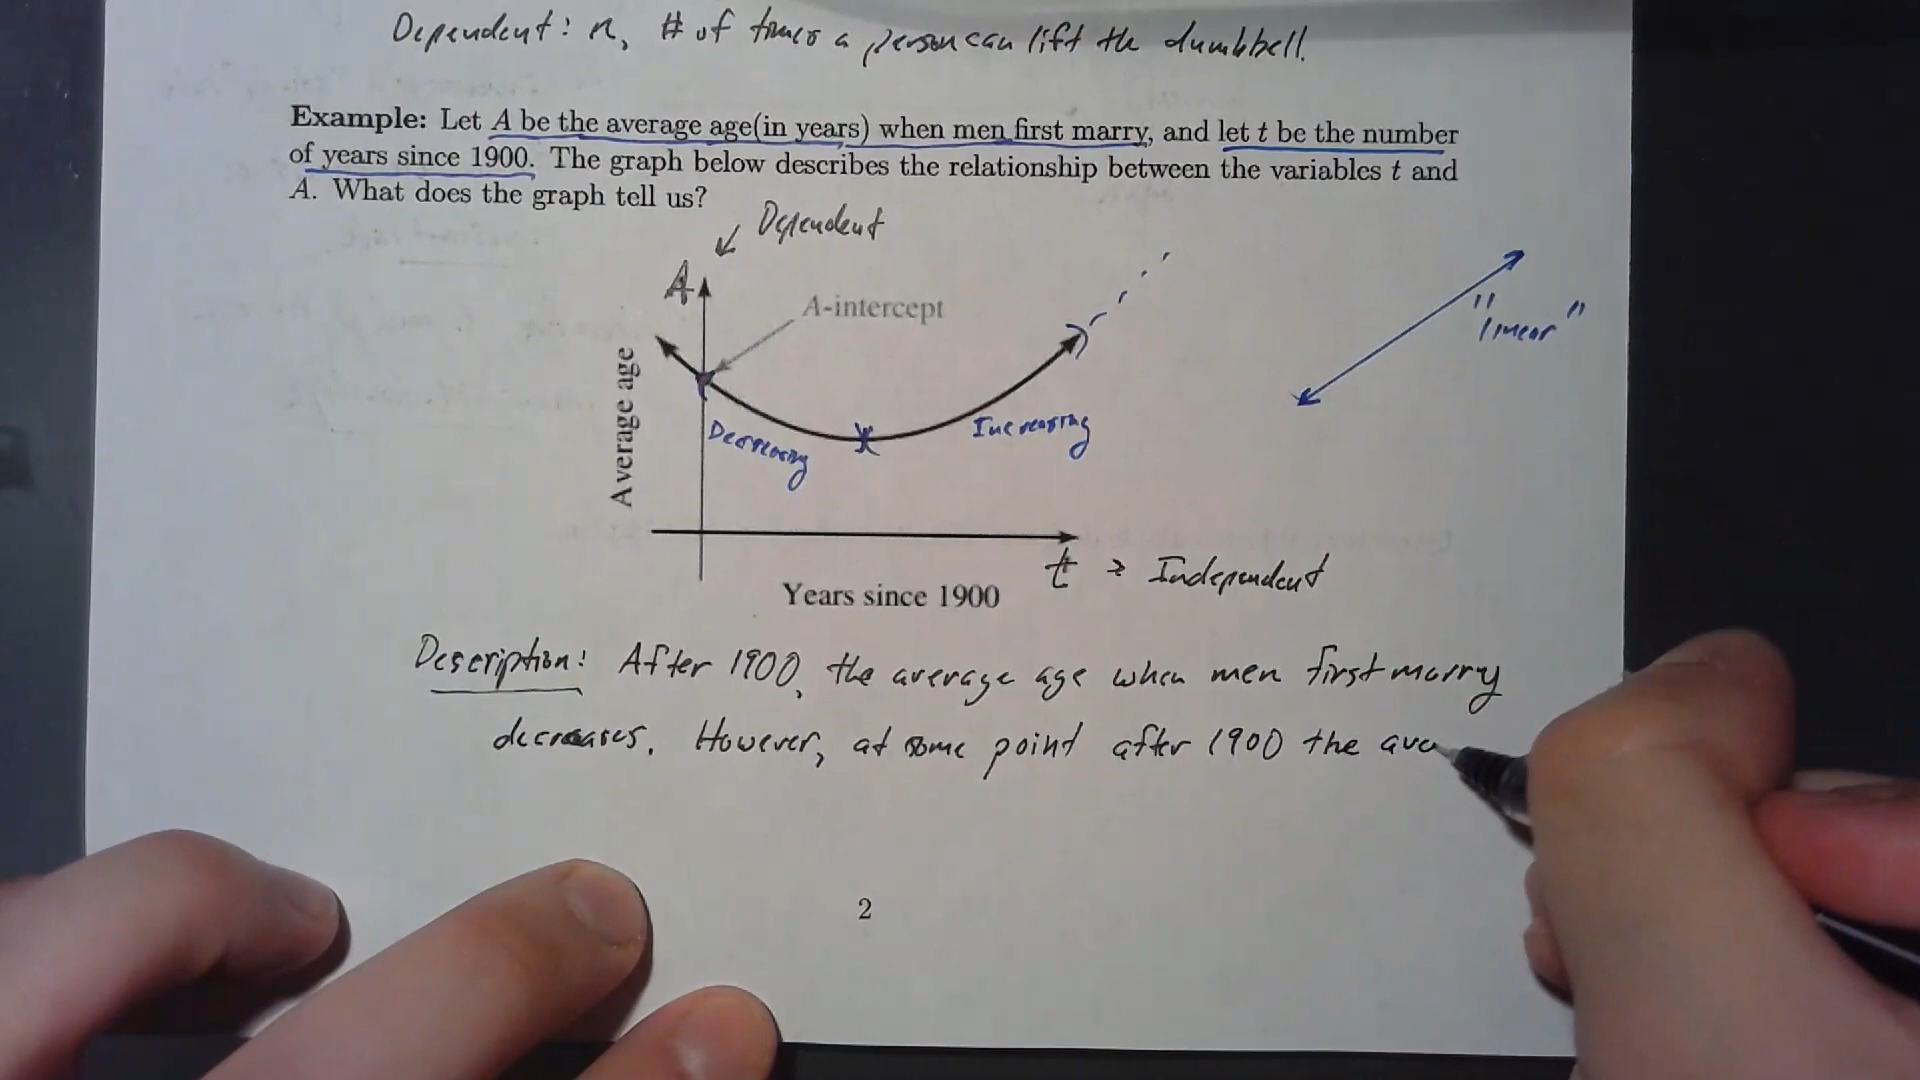 Dependent: n, # of times a person can lift the dumbbell.
Example: Let A be the average age(in years) when men first marry, and let t be the number
of years since 1900. The graph below describes the relationship between the variables t and
A. What does the graph tell us?
Dependent
A
A-intercept
"linear"
Average age
Decreasing
Increasing
t
Independent
Years since 1900
Description: After 1900, the average age when men first marry
decreases. However, at some point after 1900 the ave
2